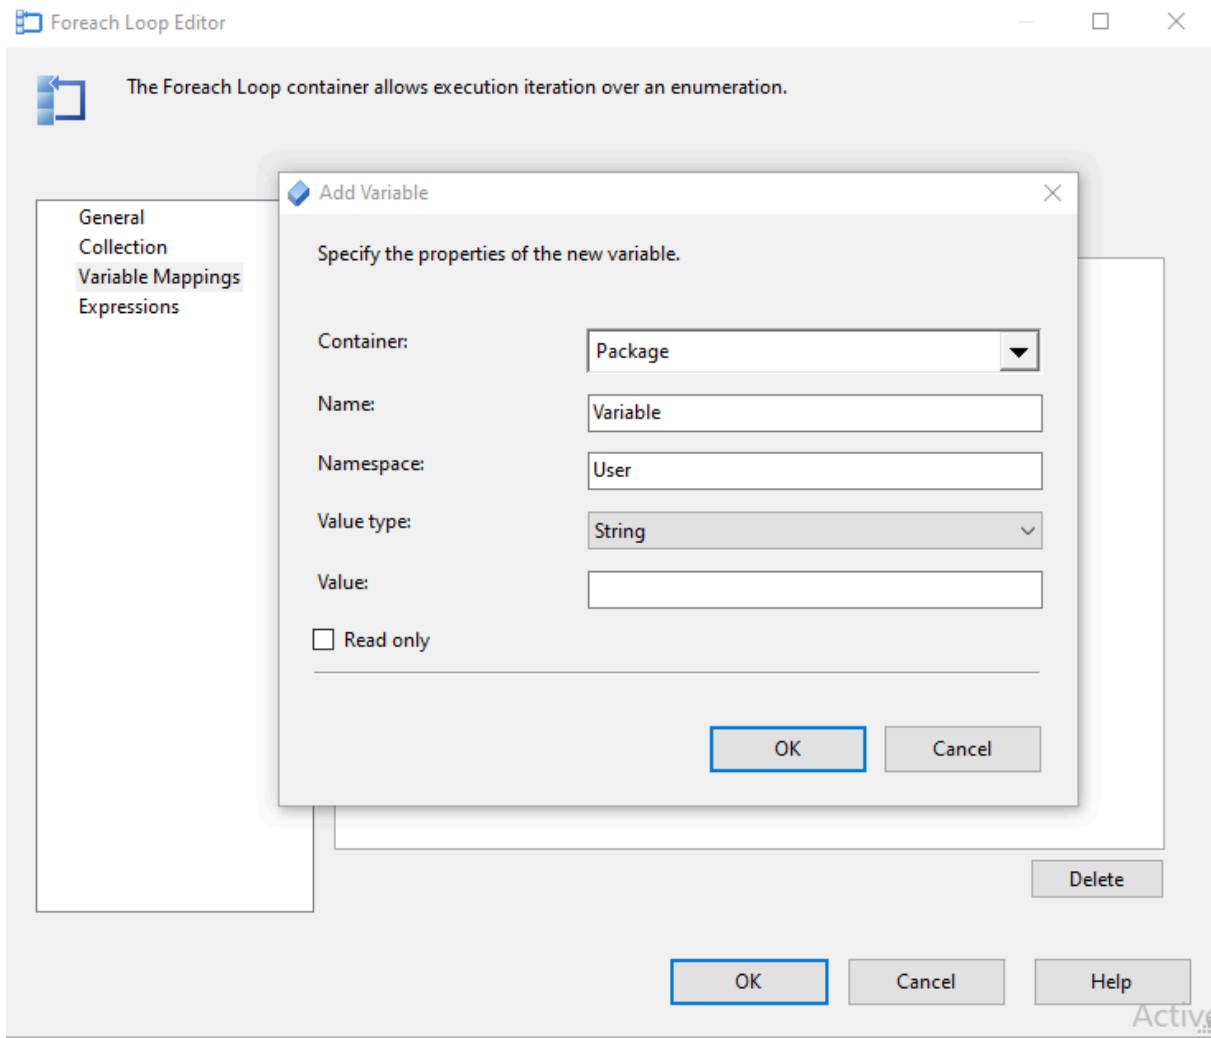 Foreach Loop Editor
The Foreach Loop container allows execution iteration over an enumeration.
General
Collection
Variable Mappings
Expressions
Add Variable
Specify the properties of the new variable.
Container:
Package
Name:
Variable
Namespace:
User
Value type:
String
Value:
Read only
OK
Cancel
Delete
OK
Cancel
Help